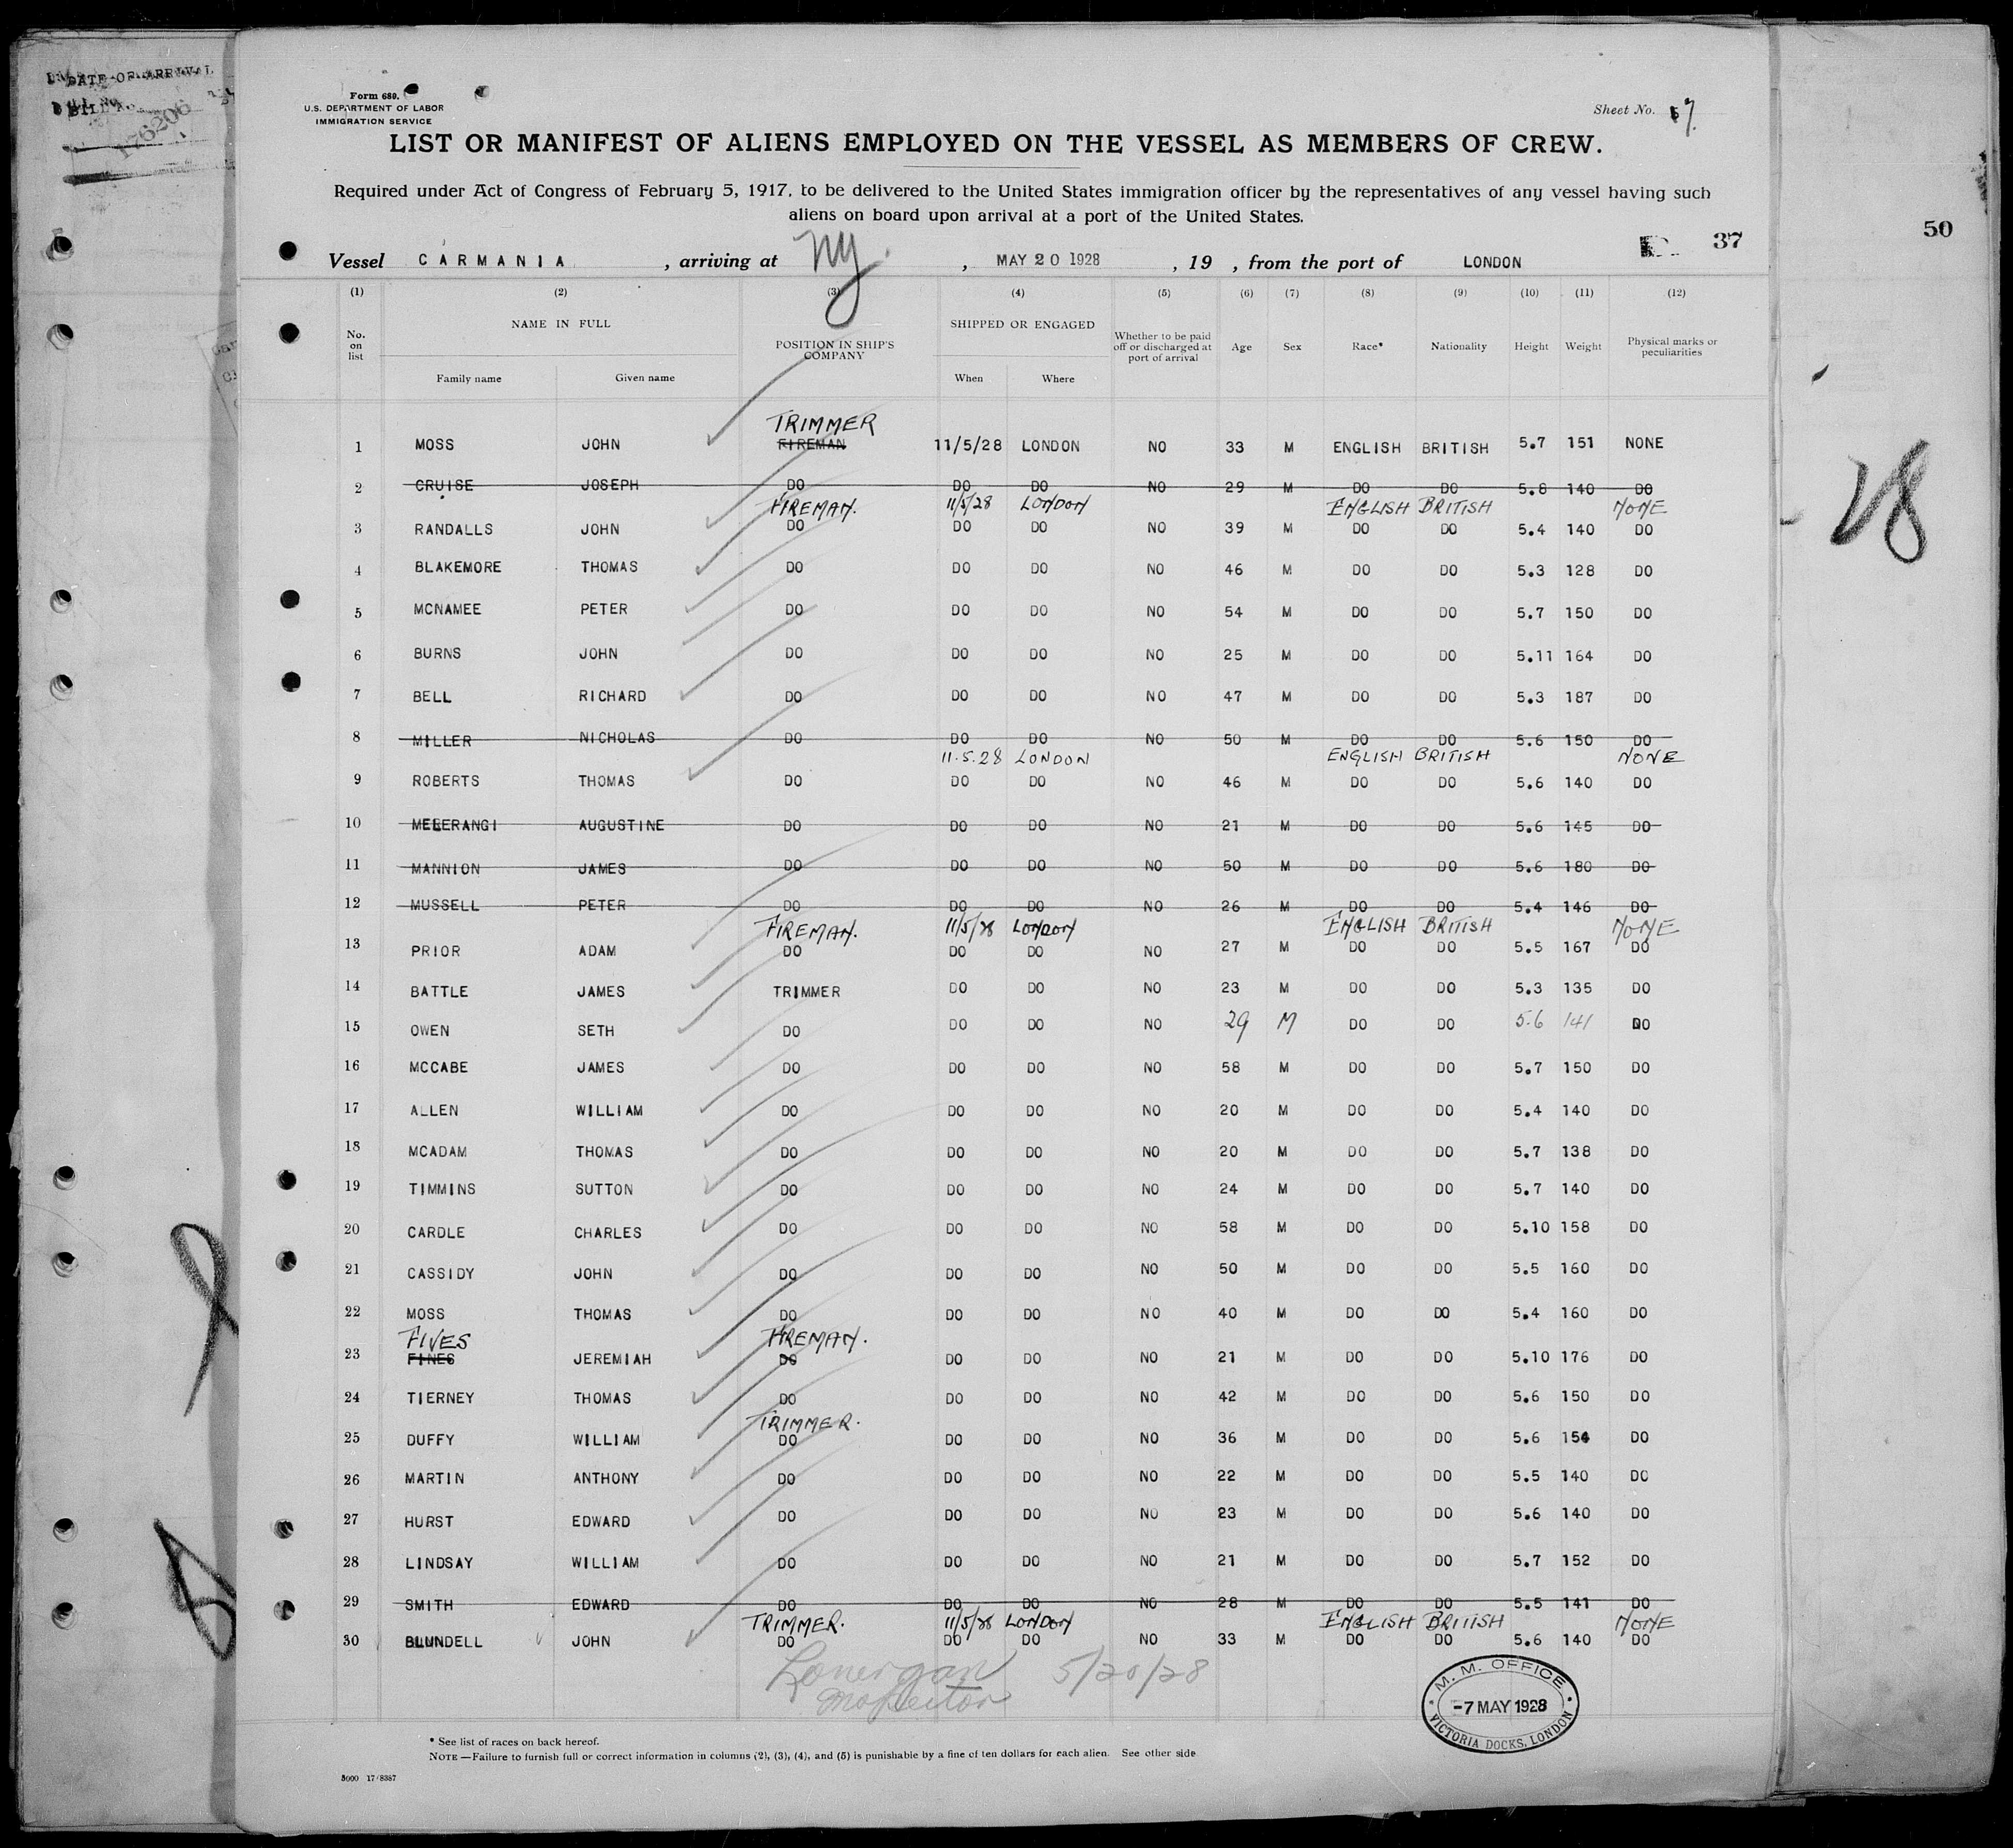 DATE OF ARRIVAL
BILL No.
176206
Form 689.
U.S. DEPARTMENT OF LABOR
IMMIGRATION SERVICE
Sheet No. 7
LIST OR MANIFEST OF ALIENS EMPLOYED ON THE VESSEL AS MEMBERS OF CREW.
Required under Act of Congress of February 5, 1917, to be delivered to the United States immigration officer by the representatives of any vessel having such
aliens on board upon arrival at a port of the United States.
37
50
Vessel CARMANIA, arriving at NY., MAY 20 1928, 19 , from the port of LONDON
(1) (2) (3) (4) (5) (6) (7) (8) (9) (10) (11) (12)
No. on list NAME IN FULL POSITION IN SHIP'S COMPANY SHIPPED OR ENGAGED Whether to be paid off or discharged at port of arrival Age Sex Race* Nationality Height Weight Physical marks or peculiarities
Family name Given name When Where
TRIMMER
1 MOSS JOHN FIREMAN 11/5/28 LONDON NO 33 M ENGLISH BRITISH 5.7 151 NONE
28
2 CRUISE JOSEPH DO DO DO NO 29 M DO DO 5.8 140 DO
FIREMAN. 11/5/28 LONDON ENGLISH BRITISH NONE
3 RANDALLS JOHN DO DO DO NO 39 M DO DO 5.4 140 DO
4 BLAKEMORE THOMAS DO DO DO NO 46 M DO DO 5.3 128 DO
5 MCNAMEE PETER DO DO DO NO 54 M DO DO 5.7 150 DO
6 BURNS JOHN DO DO DO NO 25 M DO DO 5.11 164 DO
7 BELL RICHARD DO DO DO NO 47 M DO DO 5.3 187 DO
8 MILLER NICHOLAS DO DO DO NO 50 M DO DO 5.6 150 DO
11.5.28 LONDON ENGLISH BRITISH NONE
9 ROBERTS THOMAS DO DO DO NO 46 M DO DO 5.6 140 DO
10 MELERANGI AUGUSTINE DO DO DO NO 21 M DO DO 5.6 145 DO
11 MANNION JAMES DO DO DO NO 50 M DO DO 5.6 180 DO
12 MUSSELL PETER DO DO DO NO 26 M DO DO 5.4 146 DO
FIREMAN. 11/5/28 LONDON ENGLISH BRITISH NONE
13 PRIOR ADAM DO DO DO NO 27 M DO DO 5.5 167 DO
14 BATTLE JAMES TRIMMER DO DO NO 23 M DO DO 5.3 135 DO
15 OWEN SETH DO DO DO NO 29 M DO DO 5.6 141 DO
16 MCCABE JAMES DO DO DO NO 58 M DO DO 5.7 150 DO
17 ALLEN WILLIAM DO DO DO NO 20 M DO DO 5.4 140 DO
18 MCADAM THOMAS DO DO DO NO 20 M DO DO 5.7 138 DO
19 TIMMINS SUTTON DO DO DO NO 24 M DO DO 5.7 140 DO
20 CARDLE CHARLES DO DO DO NO 58 M DO DO 5.10 158 DO
21 CASSIDY JOHN DO DO DO NO 50 M DO DO 5.5 160 DO
22 MOSS THOMAS DO DO DO NO 40 M DO DO 5.4 160 DO
FIVES FIREMAN.
23 FINES JEREMIAH DO DO DO NO 21 M DO DO 5.10 176 DO
24 TIERNEY THOMAS DO DO DO NO 42 M DO DO 5.6 150 DO
TRIMMER.
25 DUFFY WILLIAM DO DO DO NO 36 M DO DO 5.6 154 DO
26 MARTIN ANTHONY DO DO DO NO 22 M DO DO 5.5 140 DO
27 HURST EDWARD DO DO DO NO 23 M DO DO 5.6 140 DO
28 LINDSAY WILLIAM DO DO DO NO 21 M DO DO 5.7 152 DO
29 SMITH EDWARD DO DO DO NO 28 M DO DO 5.5 141 DO
TRIMMER. 11/5/28 LONDON ENGLISH BRITISH NONE
30 BLUNDELL JOHN DO DO DO NO 33 M DO DO 5.6 140 DO
Lonergan 5/20/28
Inspector
M. M. OFFICE
-7 MAY 1928
VICTORIA DOCKS, LONDON
* See list of races on back hereof.
NOTE—Failure to furnish full or correct information in columns (2), (3), (4), and (5) is punishable by a fine of ten dollars for each alien. See other side
5000 17/8387